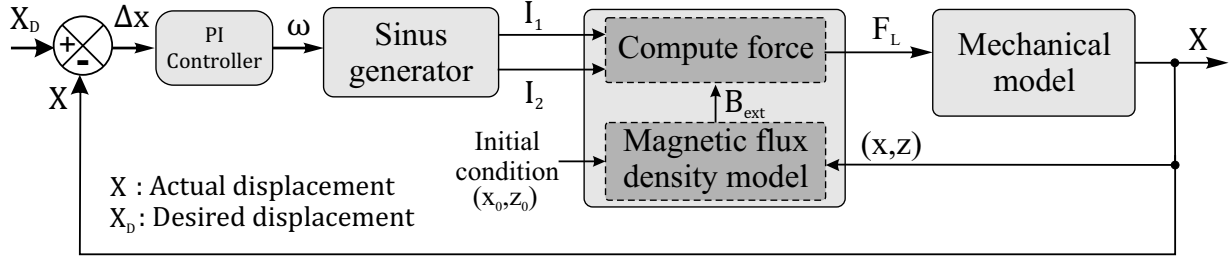 X_D
+
-
X
Δx
PI
Controller
ω
Sinus
generator
I_1
I_2
Compute force
B_ext
Magnetic flux
density model
Initial
condition
(x_0,z_0)
F_L
Mechanical
model
X
(x,z)
X : Actual displacement
X_D: Desired displacement